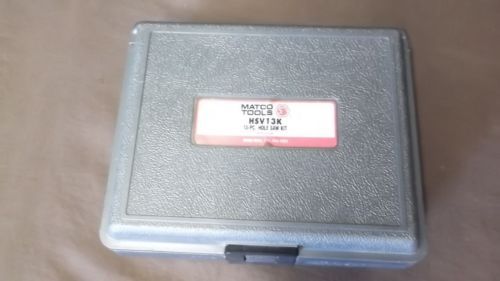 MATCO
TOOLS
HSV13K
13-PC. HOLE SAW KIT